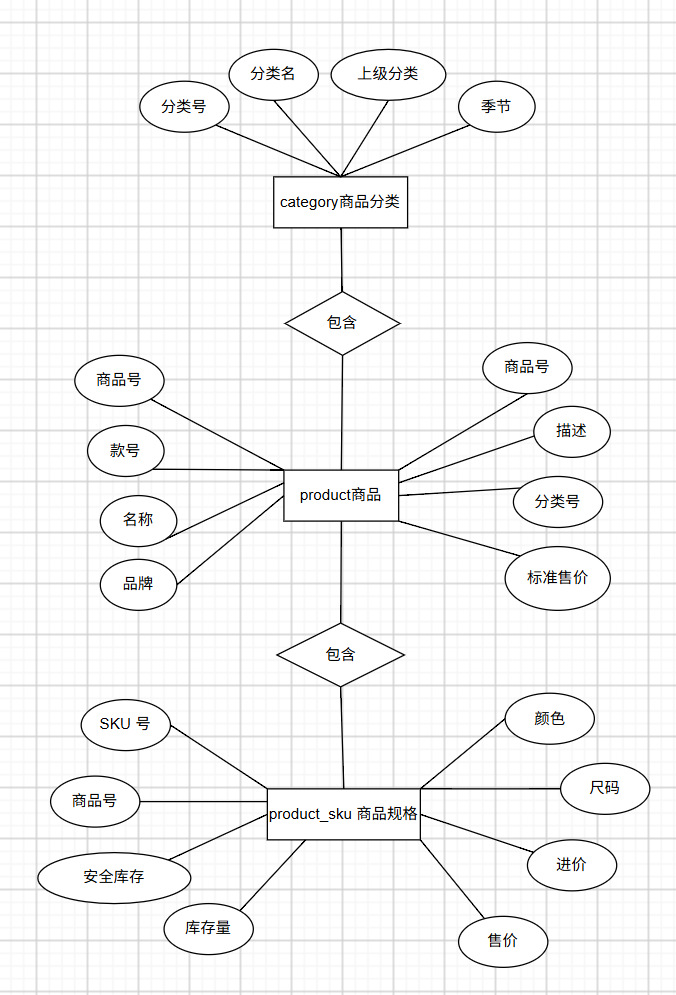 分类名
上级分类
分类号
季节
category商品分类
包含
商品号
商品号
款号
描述
product商品
名称
分类号
品牌
标准售价
包含
SKU 号
颜色
商品号
尺码
product_sku 商品规格
安全库存
进价
库存量
售价